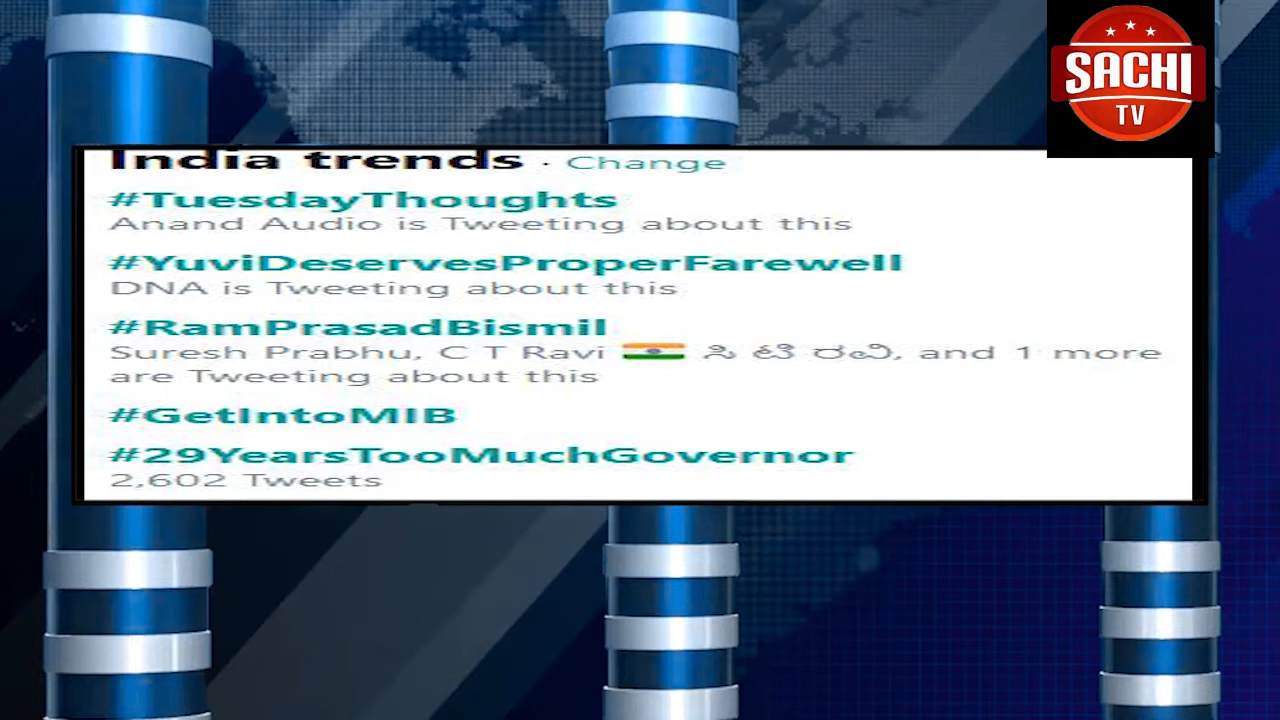 SACHI
TV
India trends · Change
#TuesdayThoughts
Anand Audio is Tweeting about this
#YuviDeservesProperFarewell
DNA is Tweeting about this
#RamPrasadBismil
Suresh Prabhu, C T Ravi 🇮🇳 ಸಿ ಟಿ ರವಿ, and 1 more
are Tweeting about this
#GetIntoMIB
#29YearsTooMuchGovernor
2,602 Tweets